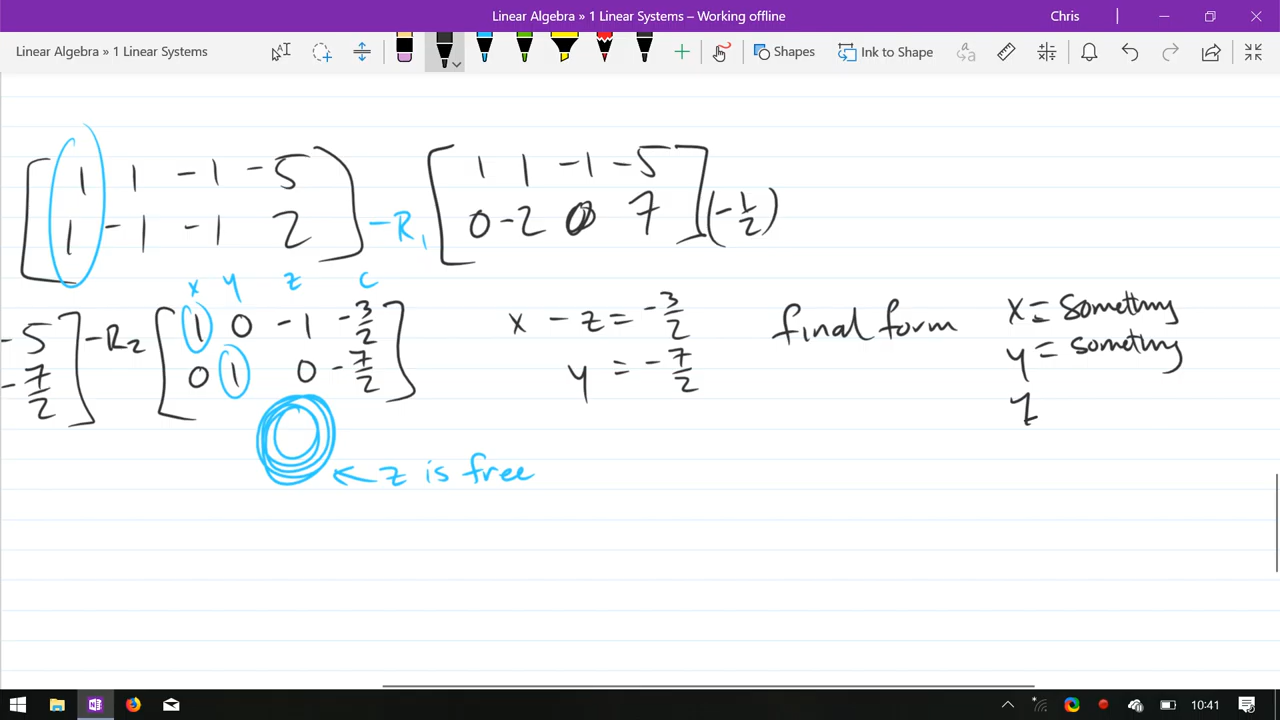 Linear Algebra » 1 Linear Systems – Working offline
Chris
Linear Algebra » 1 Linear Systems
Shapes
Ink to Shape
1 1 -1 -5
1 -1 -1 2
-R1
1 1 -1 -5
0 -2 0 7
(-1/2)
x y z c
-5
-7/2
-R2
1 0 -1 -3/2
0 1 0 -7/2
x - z = -3/2
y = -7/2
final form
x = something
y = something
z
← z is free
10:41